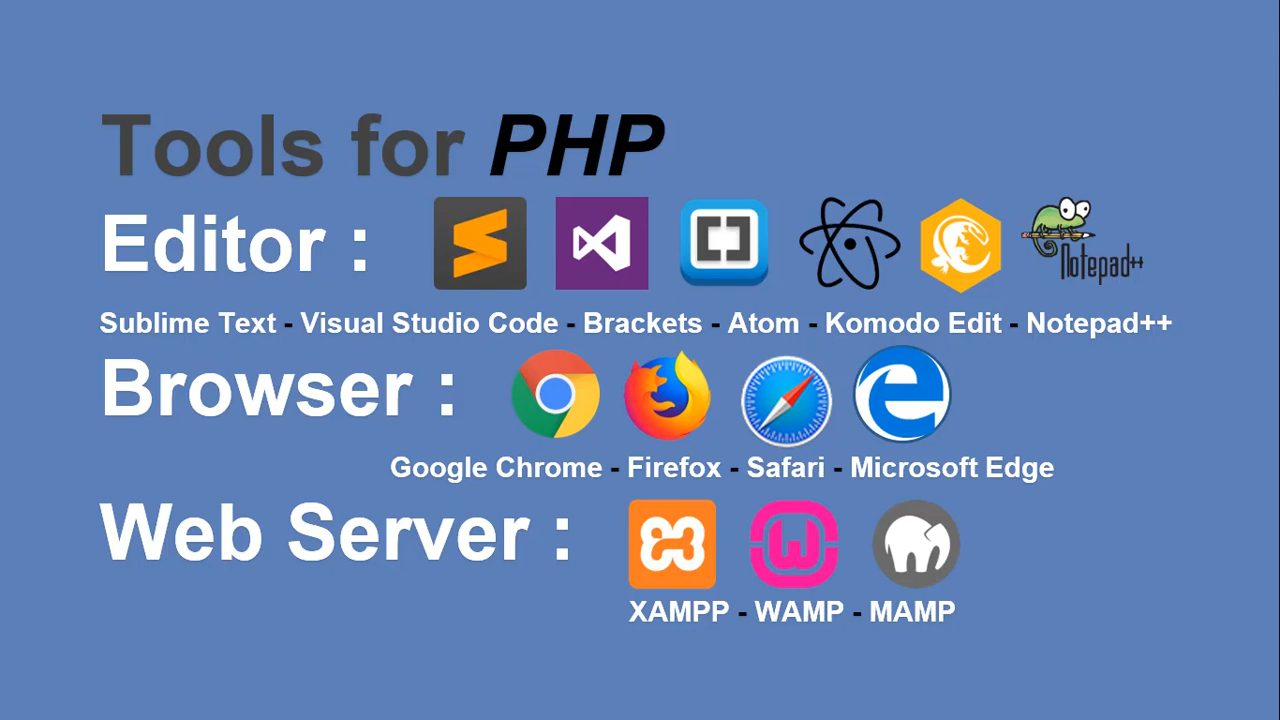 Tools for PHP
Editor :
Notepad++
Sublime Text - Visual Studio Code - Brackets - Atom - Komodo Edit - Notepad++
Browser :
Google Chrome - Firefox - Safari - Microsoft Edge
Web Server :
XAMPP - WAMP - MAMP